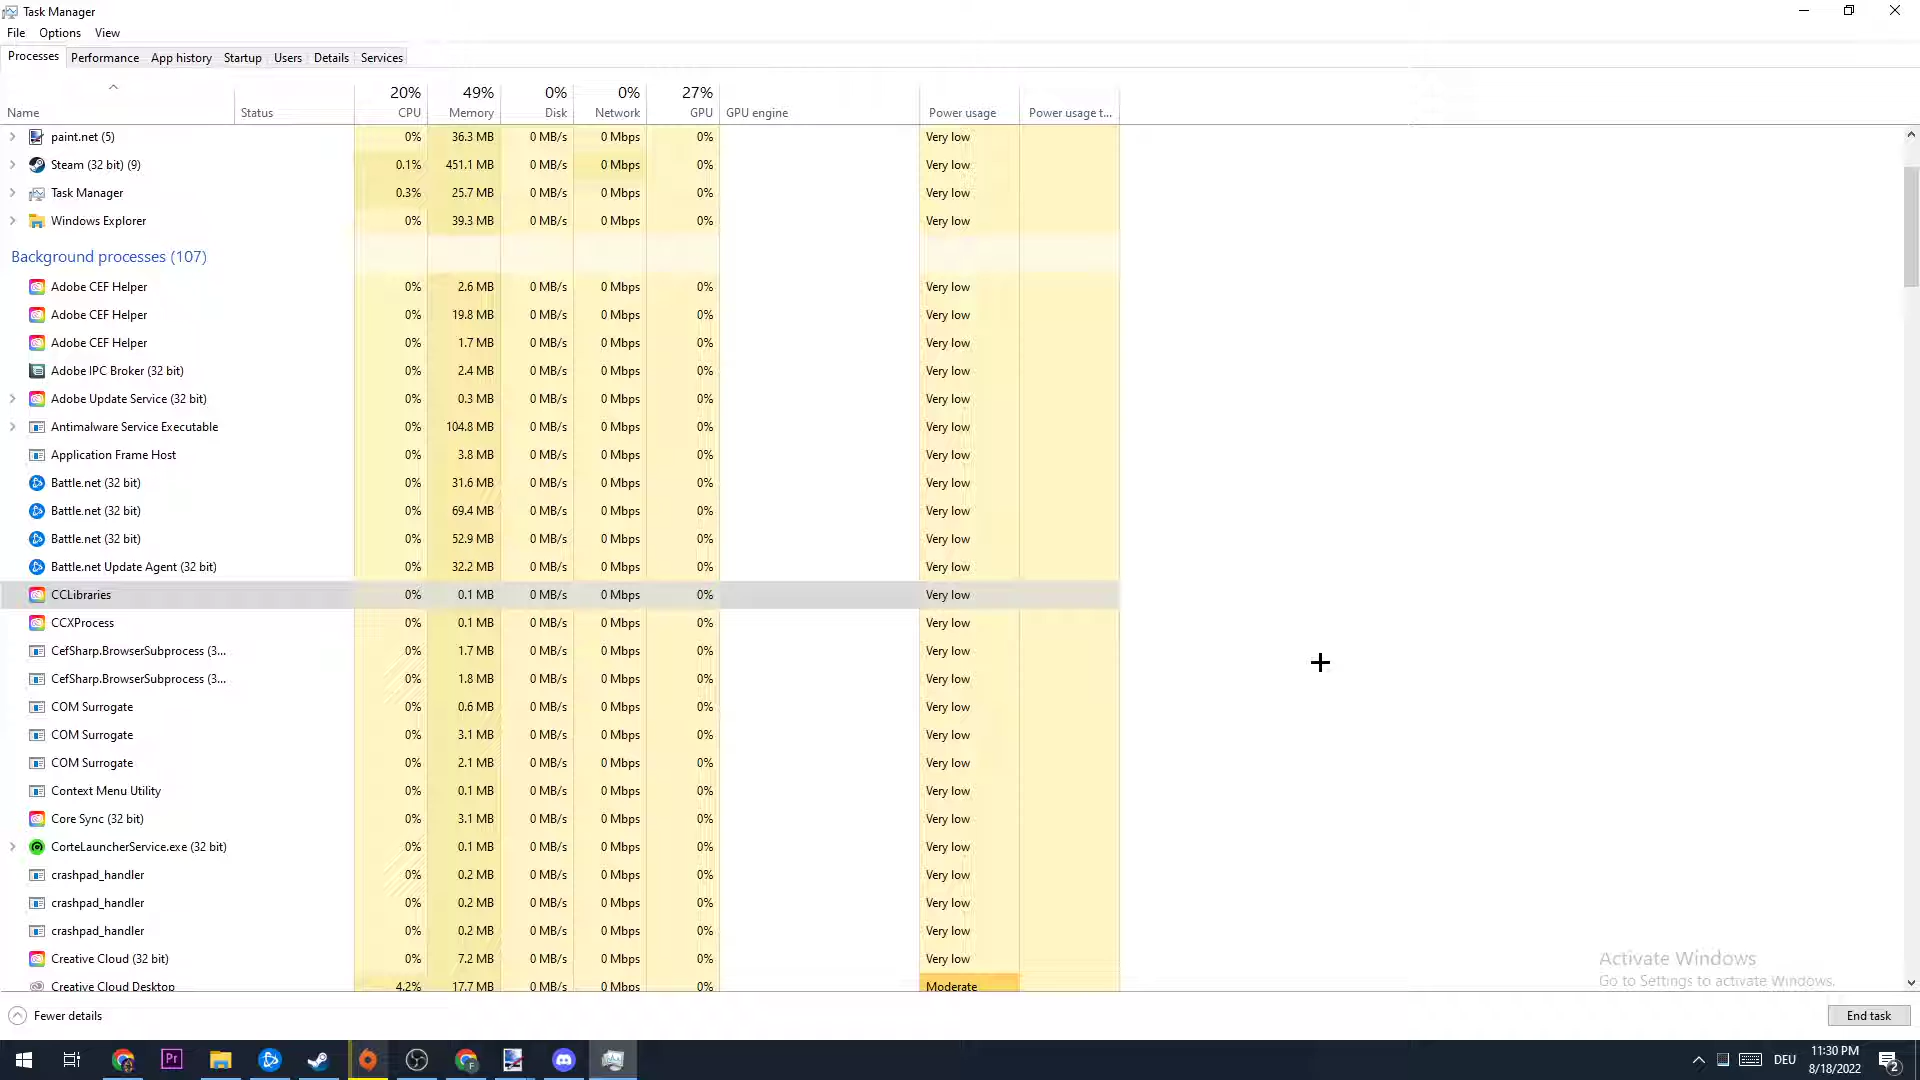 Task Manager
File Options View
Processes Performance App history Startup Users Details Services
20% 49% 0% 0% 27%
Name Status CPU Memory Disk Network GPU GPU engine Power usage Power usage t...
paint.net (5) 0% 36.3 MB 0 MB/s 0 Mbps 0% Very low
Steam (32 bit) (9) 0.1% 451.1 MB 0 MB/s 0 Mbps 0% Very low
Task Manager 0.3% 25.7 MB 0 MB/s 0 Mbps 0% Very low
Windows Explorer 0% 39.3 MB 0 MB/s 0 Mbps 0% Very low
Background processes (107)
Adobe CEF Helper 0% 2.6 MB 0 MB/s 0 Mbps 0% Very low
Adobe CEF Helper 0% 19.8 MB 0 MB/s 0 Mbps 0% Very low
Adobe CEF Helper 0% 1.7 MB 0 MB/s 0 Mbps 0% Very low
Adobe IPC Broker (32 bit) 0% 2.4 MB 0 MB/s 0 Mbps 0% Very low
Adobe Update Service (32 bit) 0% 0.3 MB 0 MB/s 0 Mbps 0% Very low
Antimalware Service Executable 0% 104.8 MB 0 MB/s 0 Mbps 0% Very low
Application Frame Host 0% 3.8 MB 0 MB/s 0 Mbps 0% Very low
Battle.net (32 bit) 0% 31.6 MB 0 MB/s 0 Mbps 0% Very low
Battle.net (32 bit) 0% 69.4 MB 0 MB/s 0 Mbps 0% Very low
Battle.net (32 bit) 0% 52.9 MB 0 MB/s 0 Mbps 0% Very low
Battle.net Update Agent (32 bit) 0% 32.2 MB 0 MB/s 0 Mbps 0% Very low
CCLibraries 0% 0.1 MB 0 MB/s 0 Mbps 0% Very low
CCXProcess 0% 0.1 MB 0 MB/s 0 Mbps 0% Very low
CefSharp.BrowserSubprocess (3... 0% 1.7 MB 0 MB/s 0 Mbps 0% Very low
CefSharp.BrowserSubprocess (3... 0% 1.8 MB 0 MB/s 0 Mbps 0% Very low
COM Surrogate 0% 0.6 MB 0 MB/s 0 Mbps 0% Very low
COM Surrogate 0% 3.1 MB 0 MB/s 0 Mbps 0% Very low
COM Surrogate 0% 2.1 MB 0 MB/s 0 Mbps 0% Very low
Context Menu Utility 0% 0.1 MB 0 MB/s 0 Mbps 0% Very low
Core Sync (32 bit) 0% 3.1 MB 0 MB/s 0 Mbps 0% Very low
CorteLauncherService.exe (32 bit) 0% 0.1 MB 0 MB/s 0 Mbps 0% Very low
crashpad_handler 0% 0.2 MB 0 MB/s 0 Mbps 0% Very low
crashpad_handler 0% 0.2 MB 0 MB/s 0 Mbps 0% Very low
crashpad_handler 0% 0.2 MB 0 MB/s 0 Mbps 0% Very low
Creative Cloud (32 bit) 0% 7.2 MB 0 MB/s 0 Mbps 0% Very low
Creative Cloud Desktop 4.2% 17.7 MB 0 MB/s 0 Mbps 0% Moderate
Activate Windows
Go to Settings to activate Windows.
Fewer details End task
Pr F DEU 11:30 PM
8/18/2022 2